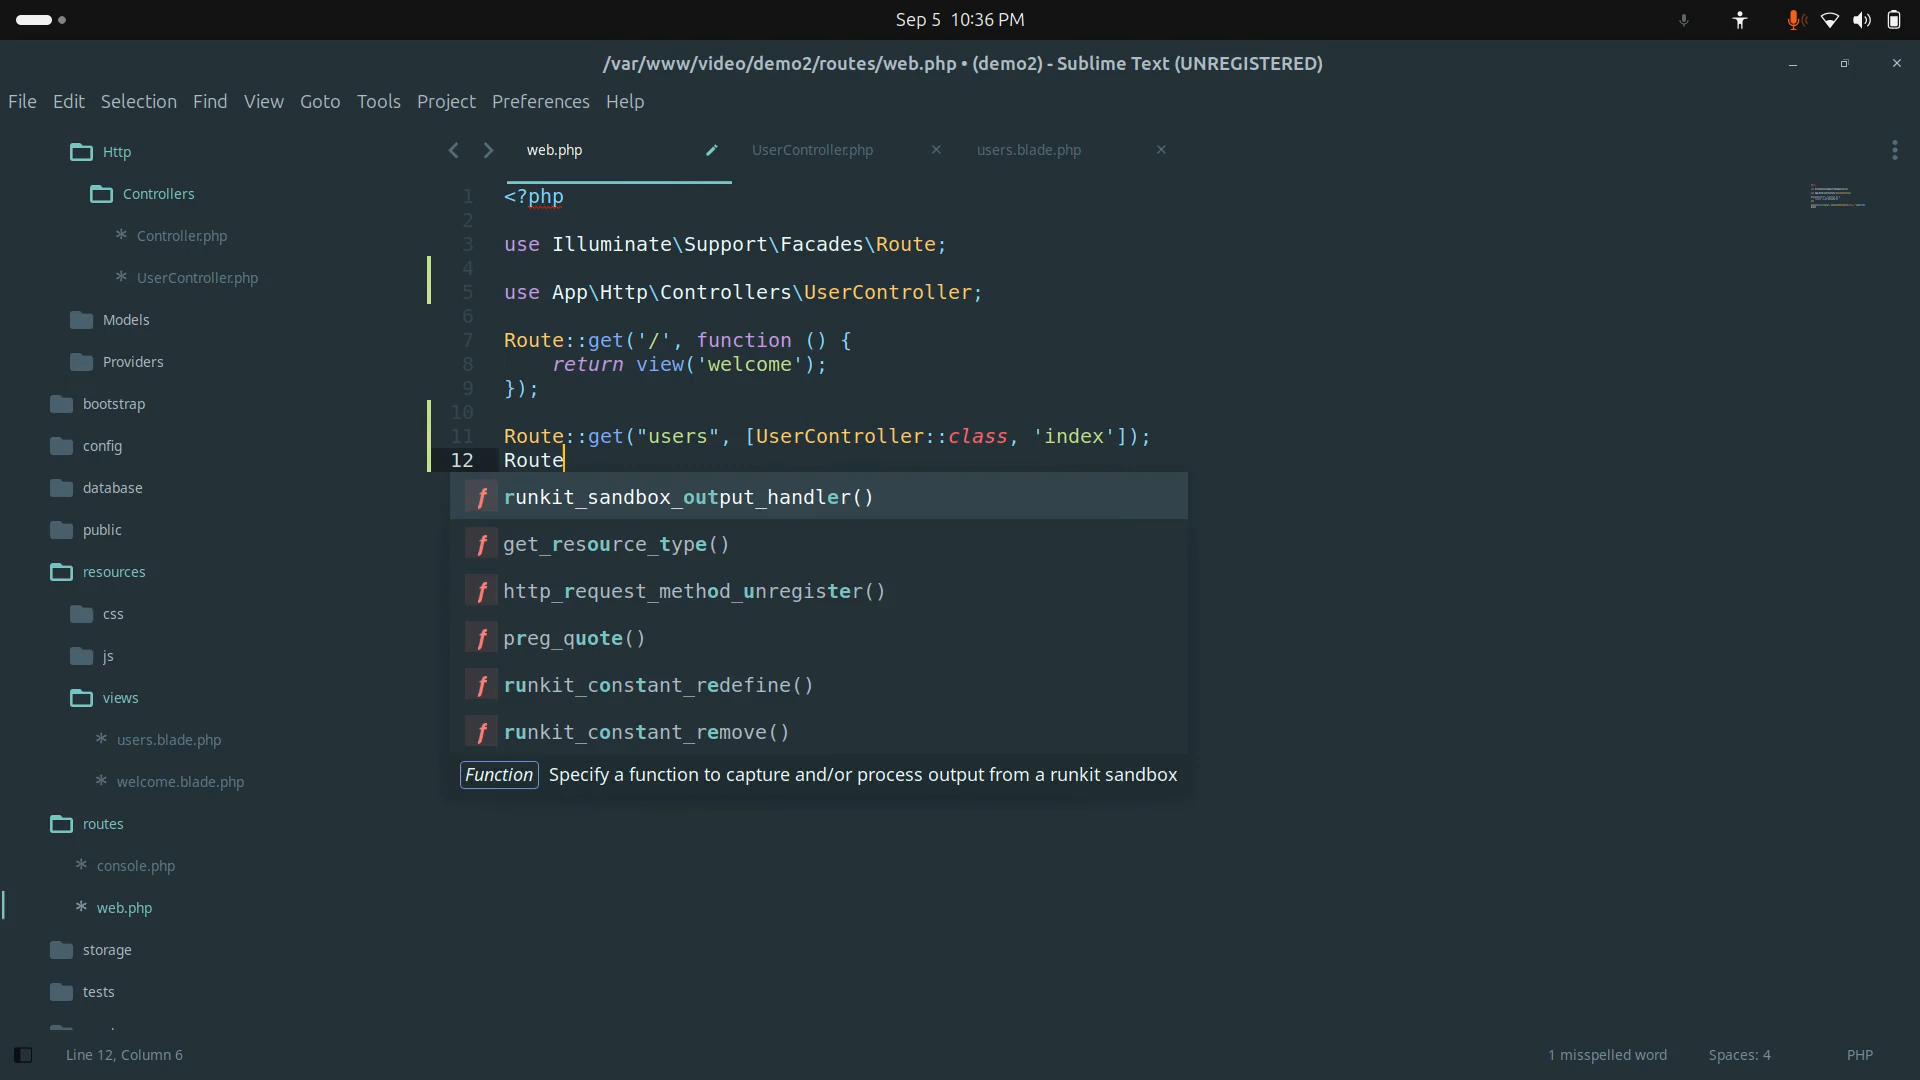 Sep 5 10:36 PM
/var/www/video/demo2/routes/web.php • (demo2) - Sublime Text (UNREGISTERED)
File Edit Selection Find View Goto Tools Project Preferences Help
Http
Controllers
Controller.php
UserController.php
Models
Providers
bootstrap
config
database
public
resources
css
js
views
users.blade.php
welcome.blade.php
routes
console.php
web.php
storage
tests
web.php UserController.php users.blade.php
1 <?php
2
3 use Illuminate\Support\Facades\Route;
4
5 use App\Http\Controllers\UserController;
6
7 Route::get('/', function () {
8     return view('welcome');
9 });
10
11 Route::get("users", [UserController::class, 'index']);
12 Route
f runkit_sandbox_output_handler()
f get_resource_type()
f http_request_method_unregister()
f preg_quote()
f runkit_constant_redefine()
f runkit_constant_remove()
Function Specify a function to capture and/or process output from a runkit sandbox
Line 12, Column 6 1 misspelled word Spaces: 4 PHP